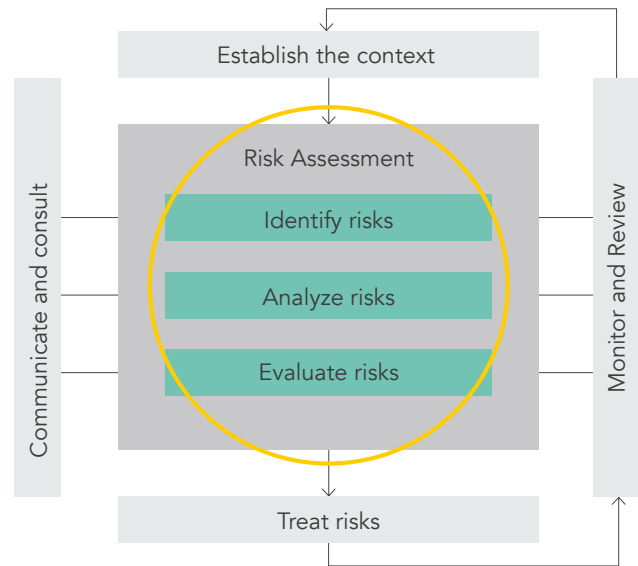 Establish the context
Communicate and consult
Risk Assessment
Identify risks
Analyze risks
Evaluate risks
Monitor and Review
Treat risks